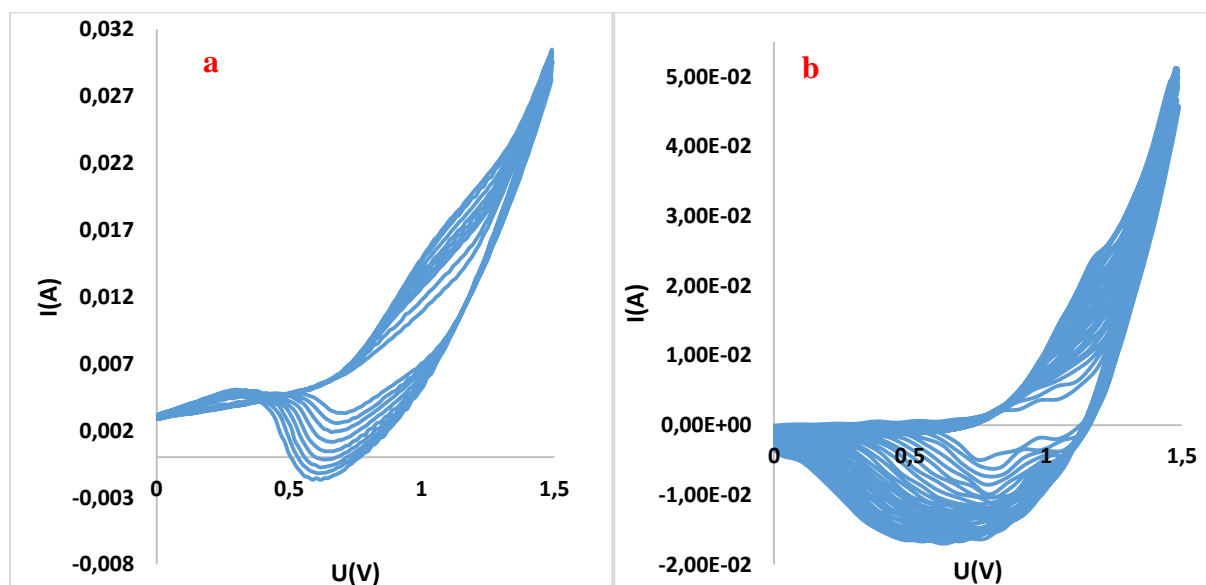 a
0,032
0,027
0,022
0,017
0,012
0,007
0,002
-0,003
-0,008
I(A)
0
0,5
1
1,5
U(V)
b
5,00E-02
4,00E-02
3,00E-02
2,00E-02
1,00E-02
0,00E+00
-1,00E-02
-2,00E-02
I(A)
0
0,5
1
1,5
U(V)